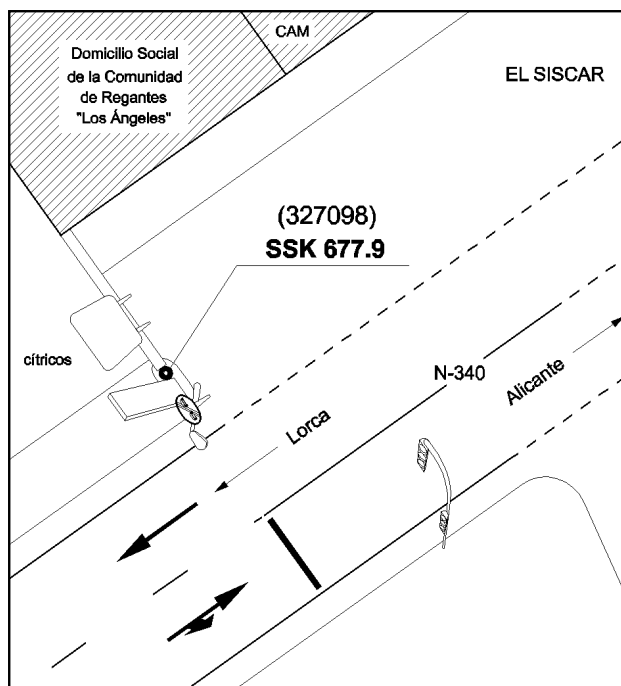 CAM
Domicilio Social
de la Comunidad
de Regantes
"Los Ángeles"
EL SISCAR
(327098)
SSK 677.9
cítricos
N-340
Alicante
Lorca